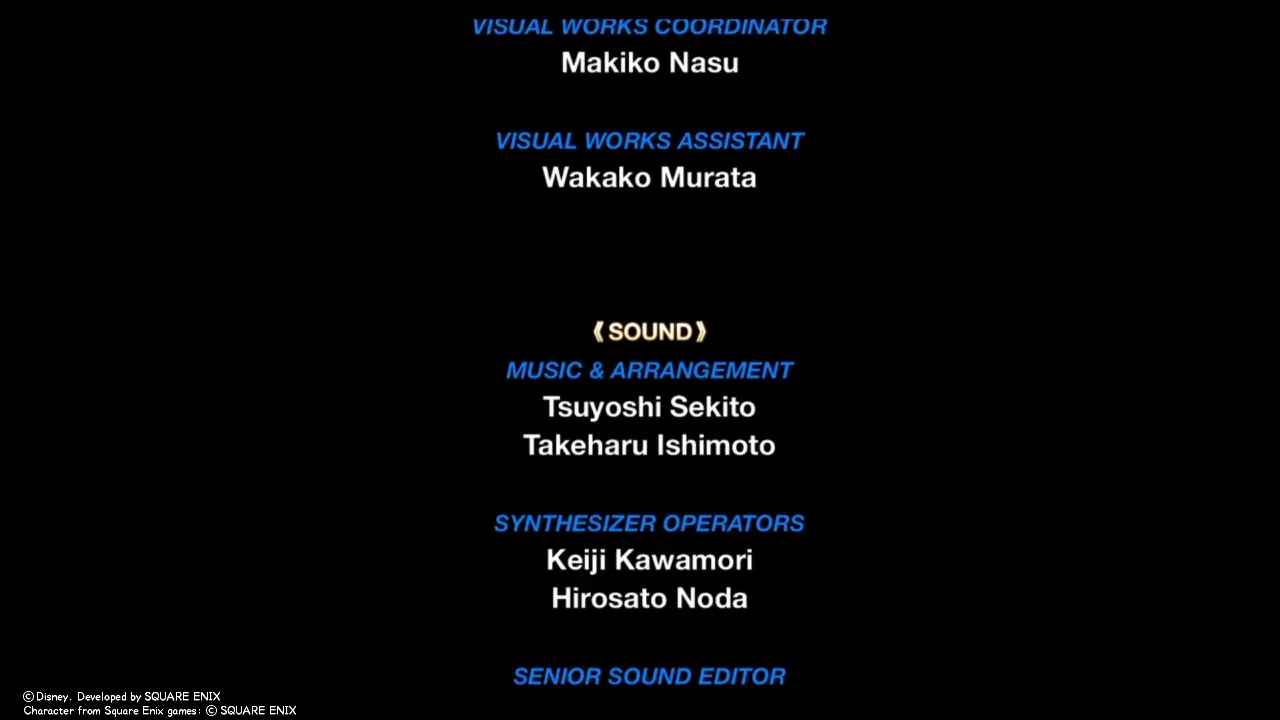 VISUAL WORKS COORDINATOR
Makiko Nasu
VISUAL WORKS ASSISTANT
Wakako Murata
《SOUND》
MUSIC & ARRANGEMENT
Tsuyoshi Sekito
Takeharu Ishimoto
SYNTHESIZER OPERATORS
Keiji Kawamori
Hirosato Noda
SENIOR SOUND EDITOR
©Disney. Developed by SQUARE ENIX
Character from Square Enix games: © SQUARE ENIX